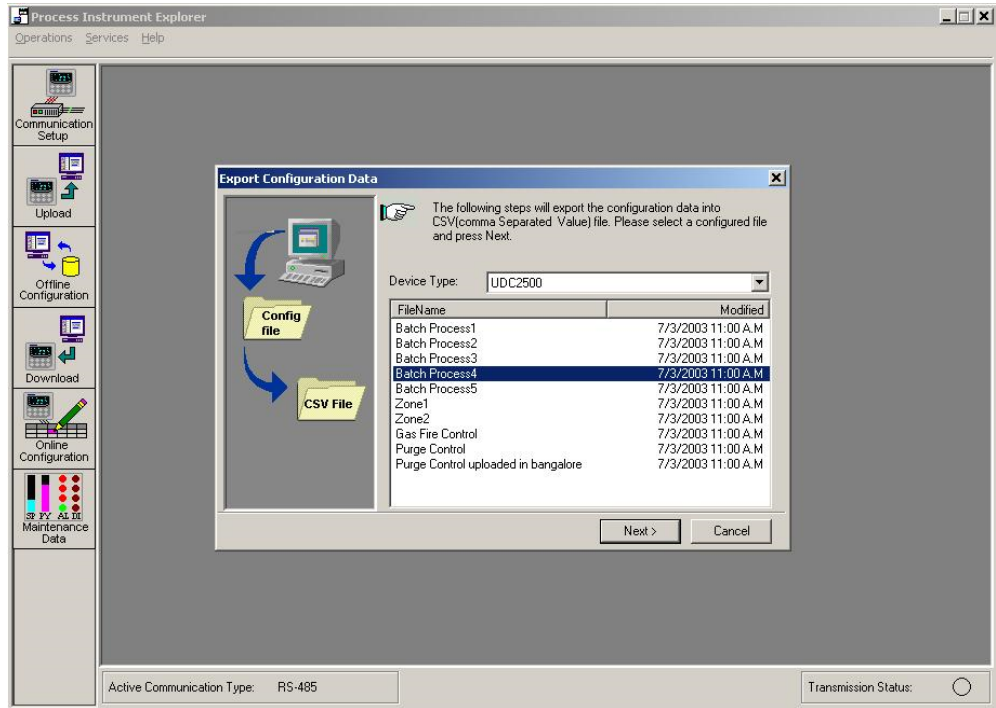 Process Instrument Explorer
Operations Services Help
Communication
Setup
Upload
Offline
Configuration
Download
Online
Configuration
SP PV AL DI
Maintenance
Data
Export Configuration Data
The following steps will export the configuration data into
CSV(comma Separated Value) file. Please select a configured file
and press Next.
Config
file
CSV File
Device Type: UDC2500
FileName Modified
Batch Process1 7/3/2003 11:00 A.M
Batch Process2 7/3/2003 11:00 A.M
Batch Process3 7/3/2003 11:00 A.M
Batch Process4 7/3/2003 11:00 A.M
Batch Process5 7/3/2003 11:00 A.M
Zone1 7/3/2003 11:00 A.M
Zone2 7/3/2003 11:00 A.M
Gas Fire Control 7/3/2003 11:00 A.M
Purge Control 7/3/2003 11:00 A.M
Purge Control uploaded in bangalore 7/3/2003 11:00 A.M
Next > Cancel
Active Communication Type: RS-485
Transmission Status: